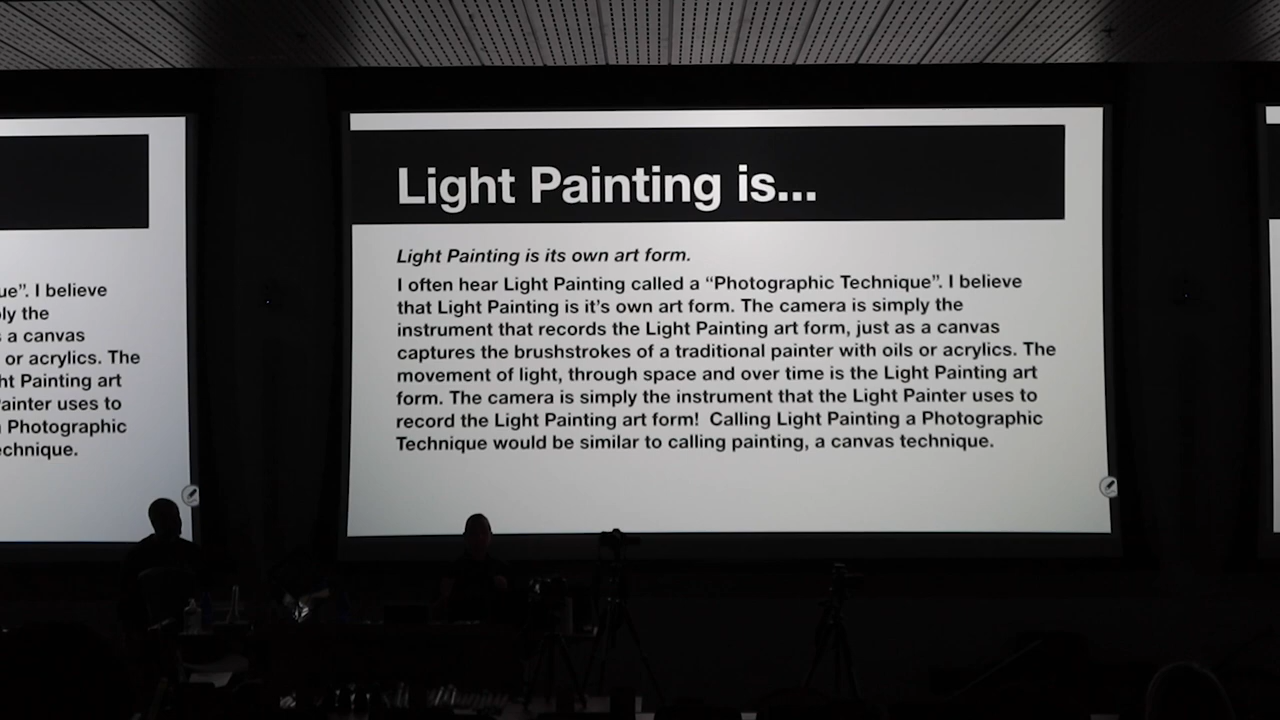 Light Painting is...
Light Painting is its own art form.
I often hear Light Painting called a “Photographic Technique”. I believe
that Light Painting is it’s own art form. The camera is simply the
instrument that records the Light Painting art form, just as a canvas
captures the brushstrokes of a traditional painter with oils or acrylics. The
movement of light, through space and over time is the Light Painting art
form. The camera is simply the instrument that the Light Painter uses to
record the Light Painting art form!  Calling Light Painting a Photographic
Technique would be similar to calling painting, a canvas technique.
ue”. I believe
ply the
s a canvas
or acrylics. The
ht Painting art
Painter uses to
a Photographic
echnique.